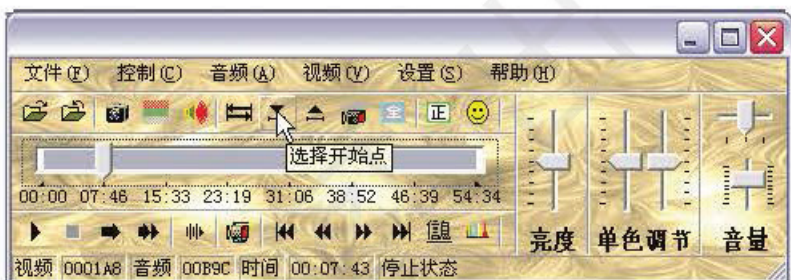 文件(F) 控制(C) 音频(A) 视频(V) 设置(S) 帮助(H)
全 正
选择开始点
00:00 07:46 15:33 23:19 31:06 38:52 46:39 54:34
亮度 单色调节 音量
视频 0001A8 音频 00B9C 时间 00:07:43 停止状态